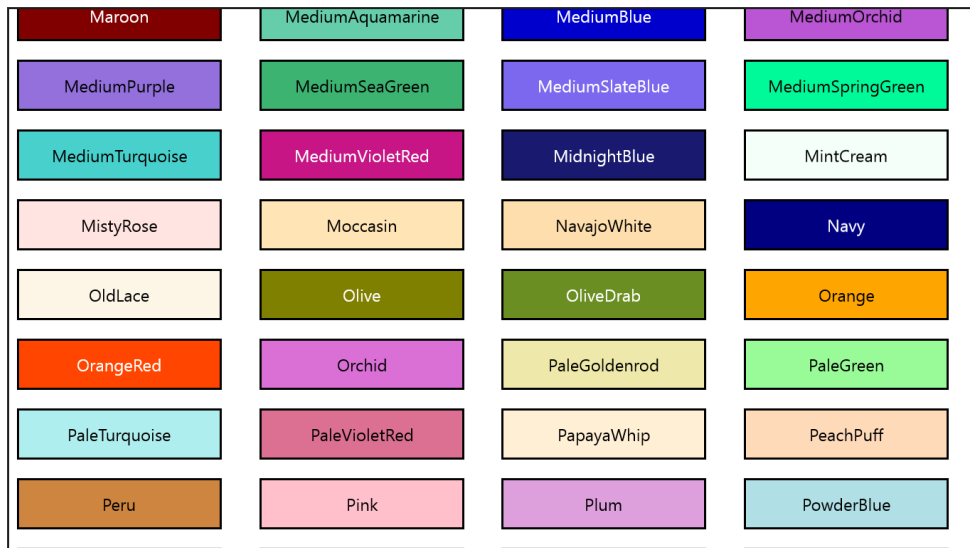 Maroon
MediumAquamarine
MediumBlue
MediumOrchid
MediumPurple
MediumSeaGreen
MediumSlateBlue
MediumSpringGreen
MediumTurquoise
MediumVioletRed
MidnightBlue
MintCream
MistyRose
Moccasin
NavajoWhite
Navy
OldLace
Olive
OliveDrab
Orange
OrangeRed
Orchid
PaleGoldenrod
PaleGreen
PaleTurquoise
PaleVioletRed
PapayaWhip
PeachPuff
Peru
Pink
Plum
PowderBlue